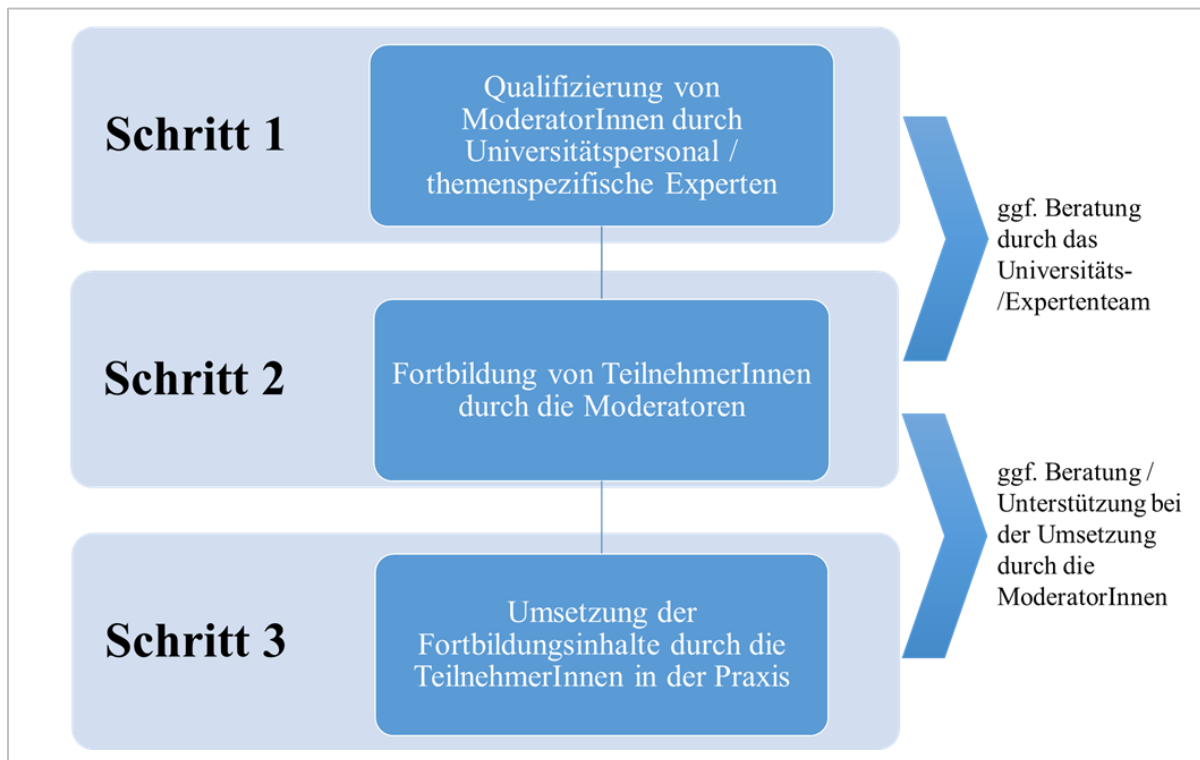 Schritt 1
Qualifizierung von
ModeratorInnen durch
Universitätspersonal /
themenspezifische Experten
ggf. Beratung
durch das
Universitäts-
/Expertenteam
Schritt 2
Fortbildung von TeilnehmerInnen
durch die Moderatoren
ggf. Beratung /
Unterstützung bei
der Umsetzung
durch die
ModeratorInnen
Schritt 3
Umsetzung der
Fortbildungsinhalte durch die
TeilnehmerInnen in der Praxis